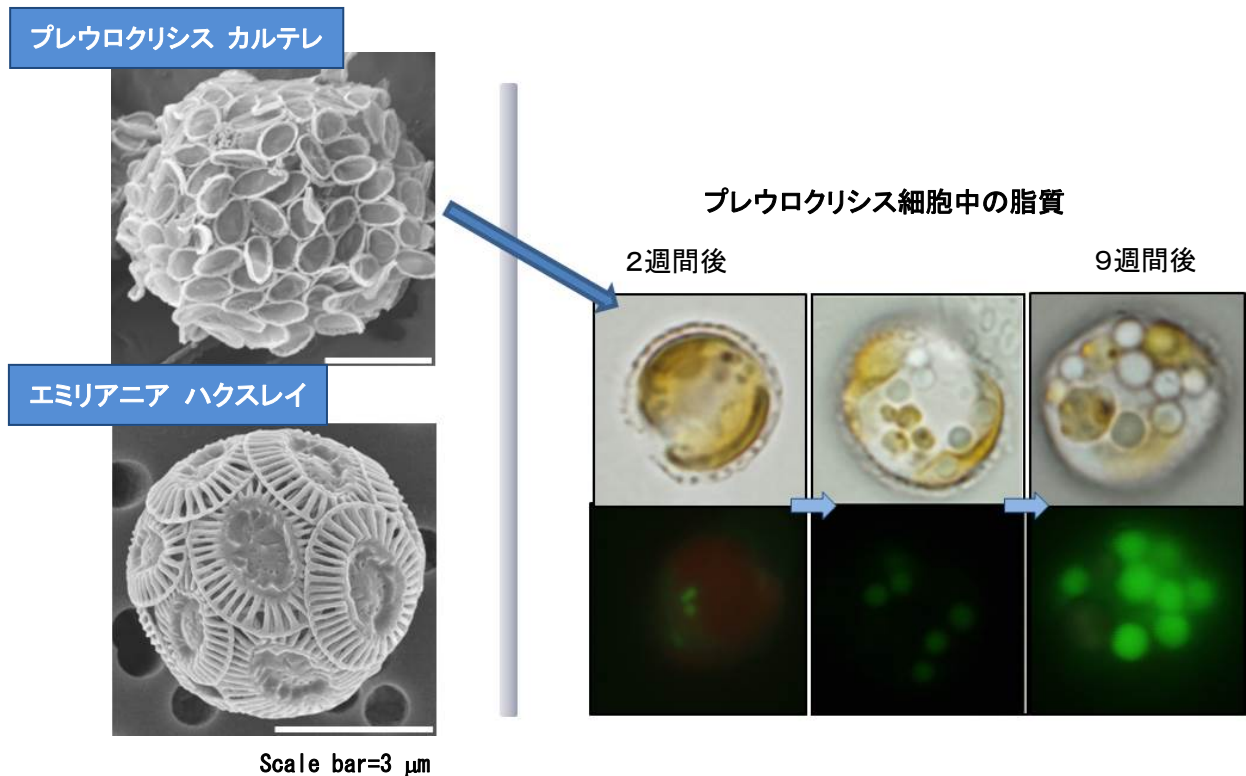 プレウロクリシス カルテレ
エミリアニア ハクスレイ
Scale bar=3 μm
プレウロクリシス細胞中の脂質
2週間後
9週間後